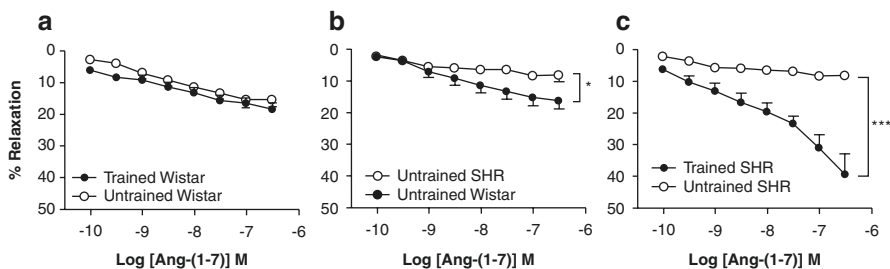 a
b
c
% Relaxation
0
10
20
30
40
50
Trained Wistar
Untrained Wistar
-10
-9
-8
-7
-6
Log [Ang-(1-7)] M
0
10
20
30
40
50
Untrained SHR
Untrained Wistar
*
-10
-9
-8
-7
-6
Log [Ang-(1-7)] M
0
10
20
30
40
50
Trained SHR
Untrained SHR
***
-10
-9
-8
-7
-6
Log [Ang-(1-7)] M